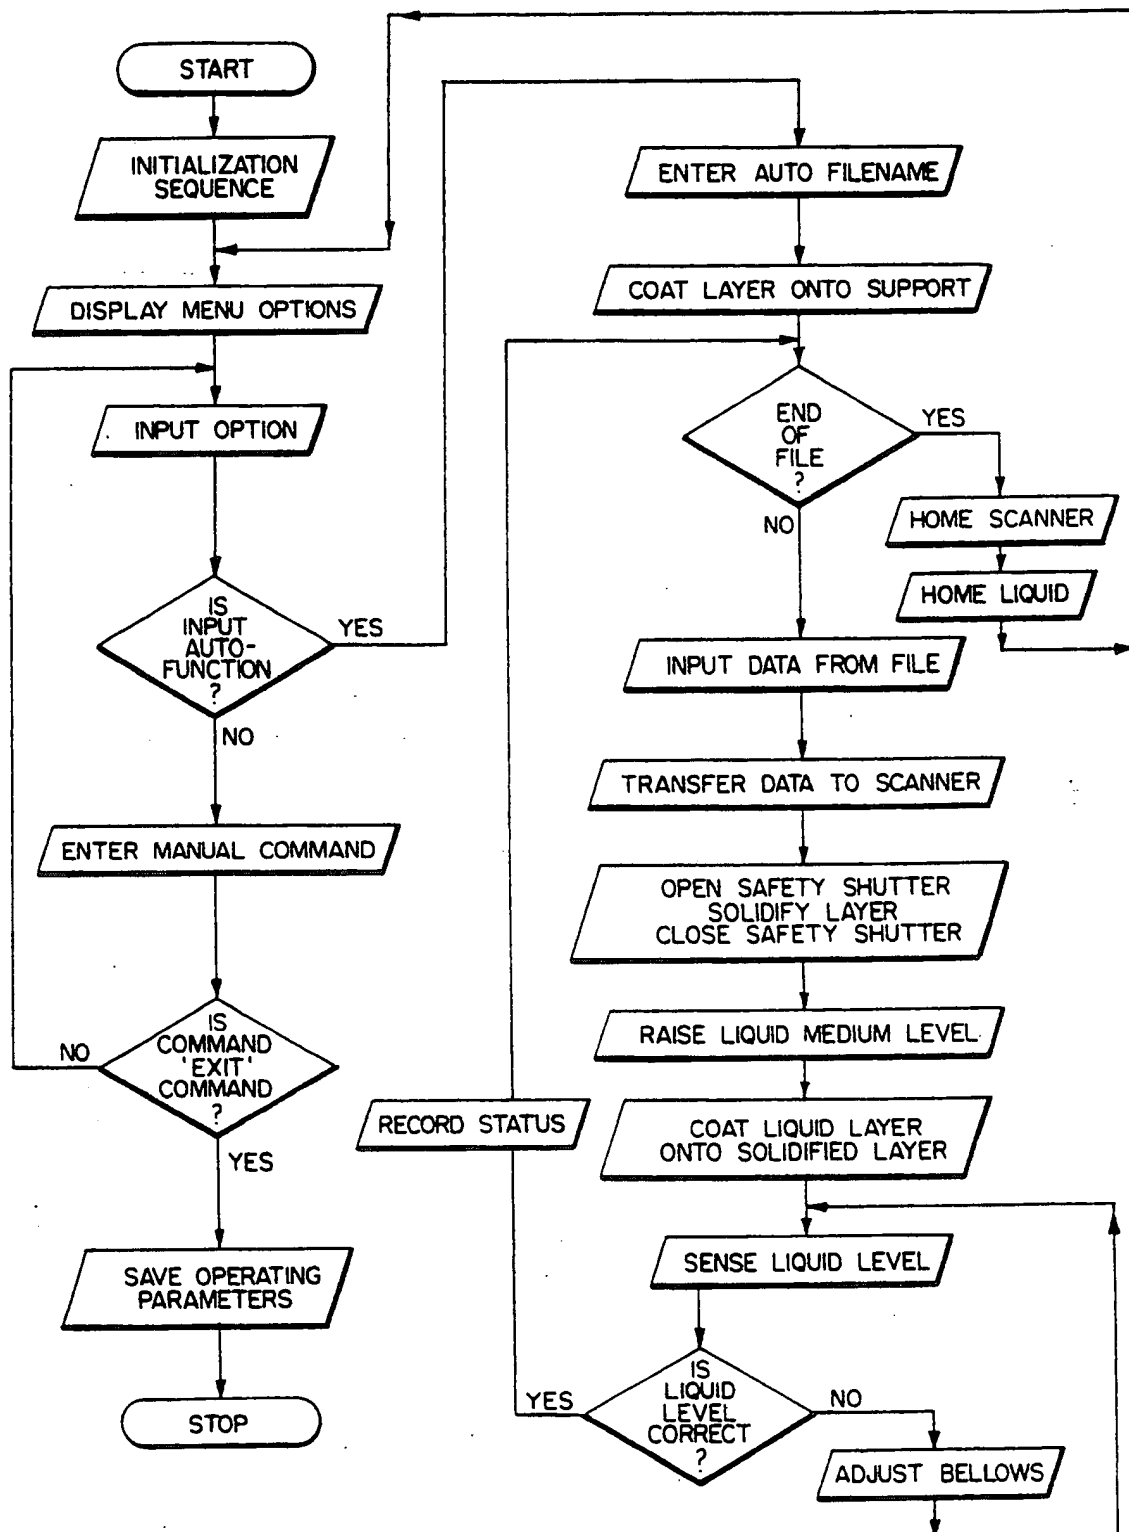 START
INITIALIZATION
SEQUENCE
DISPLAY MENU OPTIONS
INPUT OPTION
IS
INPUT
AUTO-
FUNCTION
?
YES
NO
ENTER MANUAL COMMAND
IS
COMMAND
'EXIT'
COMMAND
?
NO
YES
SAVE OPERATING
PARAMETERS
STOP
ENTER AUTO FILENAME
COAT LAYER ONTO SUPPORT
END
OF
FILE
?
YES
NO
HOME SCANNER
HOME LIQUID
INPUT DATA FROM FILE
TRANSFER DATA TO SCANNER
OPEN SAFETY SHUTTER
SOLIDIFY LAYER
CLOSE SAFETY SHUTTER
RAISE LIQUID MEDIUM LEVEL.
COAT LIQUID LAYER
ONTO SOLIDIFIED LAYER
RECORD STATUS
SENSE LIQUID LEVEL
IS
LIQUID
LEVEL
CORRECT
?
YES
NO
ADJUST BELLOWS